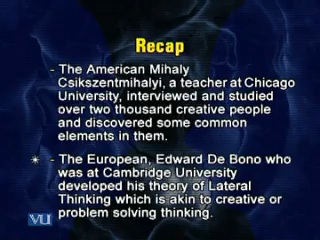 Recap
- The American Mihaly
Csikszentmihalyi, a teacher at Chicago
University, interviewed and studied
over two thousand creative people
and discovered some common
elements in them.
✶ - The European, Edward De Bono who
was at Cambridge University
developed his theory of Lateral
Thinking which is akin to creative or
problem solving thinking.
VU